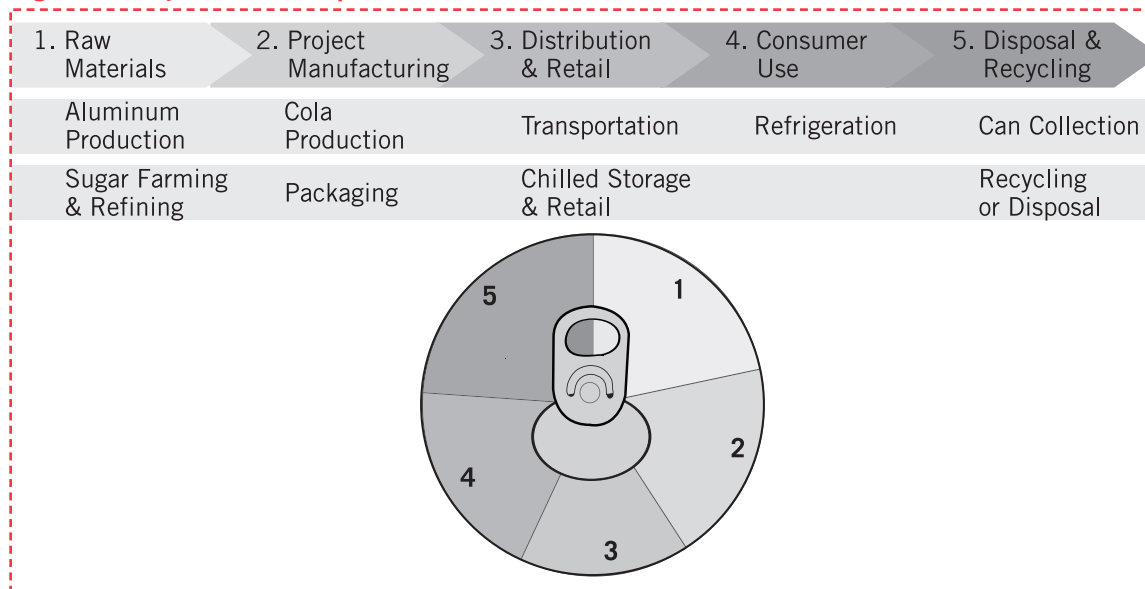 1. Raw
Materials
2. Project
Manufacturing
3. Distribution
& Retail
4. Consumer
Use
5. Disposal &
Recycling
Aluminum
Production
Cola
Production
Transportation
Refrigeration
Can Collection
Sugar Farming
& Refining
Packaging
Chilled Storage
& Retail
Recycling
or Disposal
5
1
2
4
3